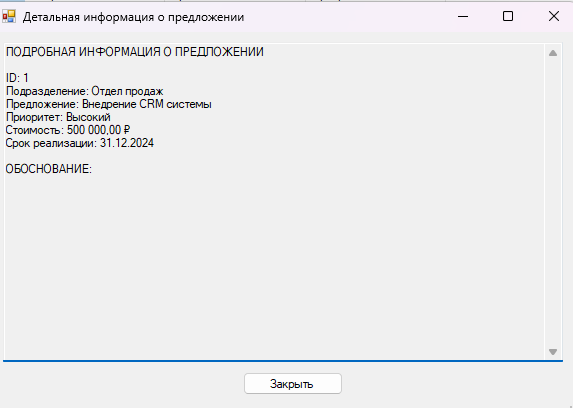 Детальная информация о предложении
ПОДРОБНАЯ ИНФОРМАЦИЯ О ПРЕДЛОЖЕНИИ
ID: 1
Подразделение: Отдел продаж
Предложение: Внедрение CRM системы
Приоритет: Высокий
Стоимость: 500 000,00 ₽
Срок реализации: 31.12.2024
ОБОСНОВАНИЕ:
Закрыть